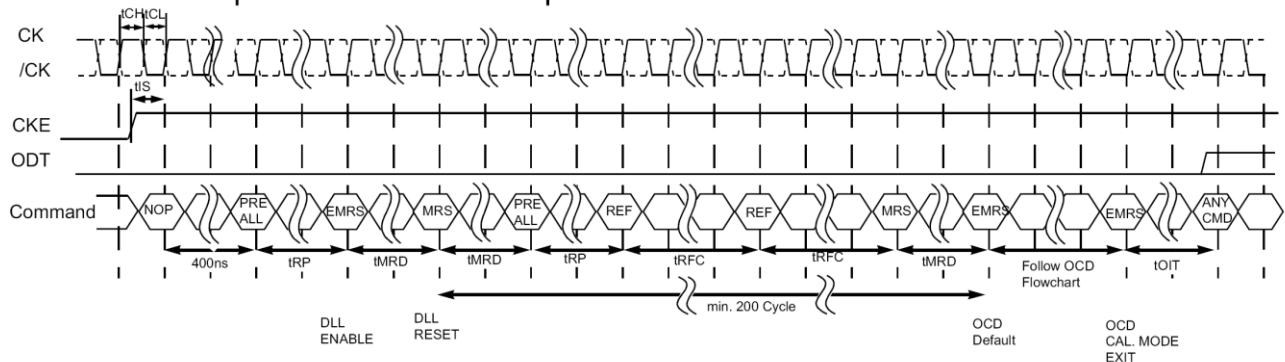 tCH tCL
CK
/CK
tIS
CKE
ODT
Command NOP PRE ALL EMRS MRS PRE ALL REF REF MRS EMRS EMRS ANY CMD
400ns tRP tMRD tMRD tRP tRFC tRFC tMRD Follow OCD Flowchart tOIT
min. 200 Cycle
DLL ENABLE DLL RESET OCD Default OCD CAL. MODE EXIT